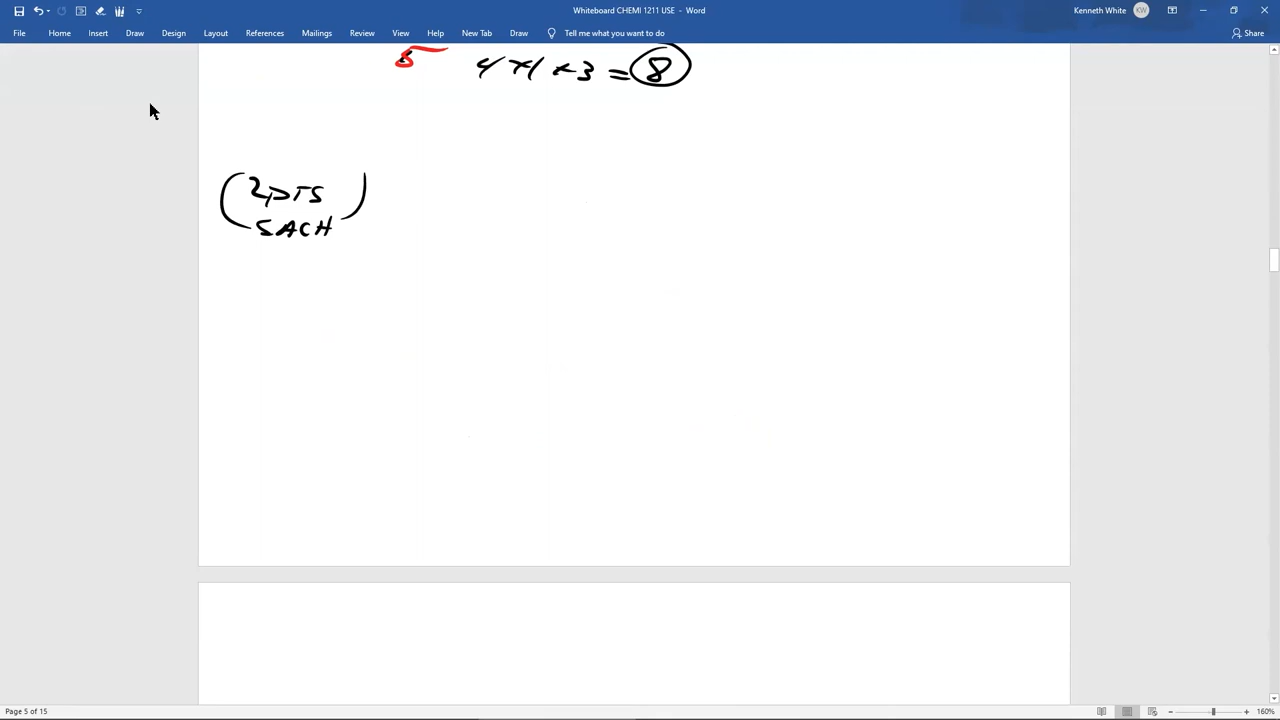 Whiteboard CHEMI 1211 USE - Word
Kenneth White
KW
File Home Insert Draw Design Layout References Mailings Review View Help New Tab Draw Tell me what you want to do
Share
8
4+1+3 = 8
(2PTS
EACH)
Page 5 of 15
160%